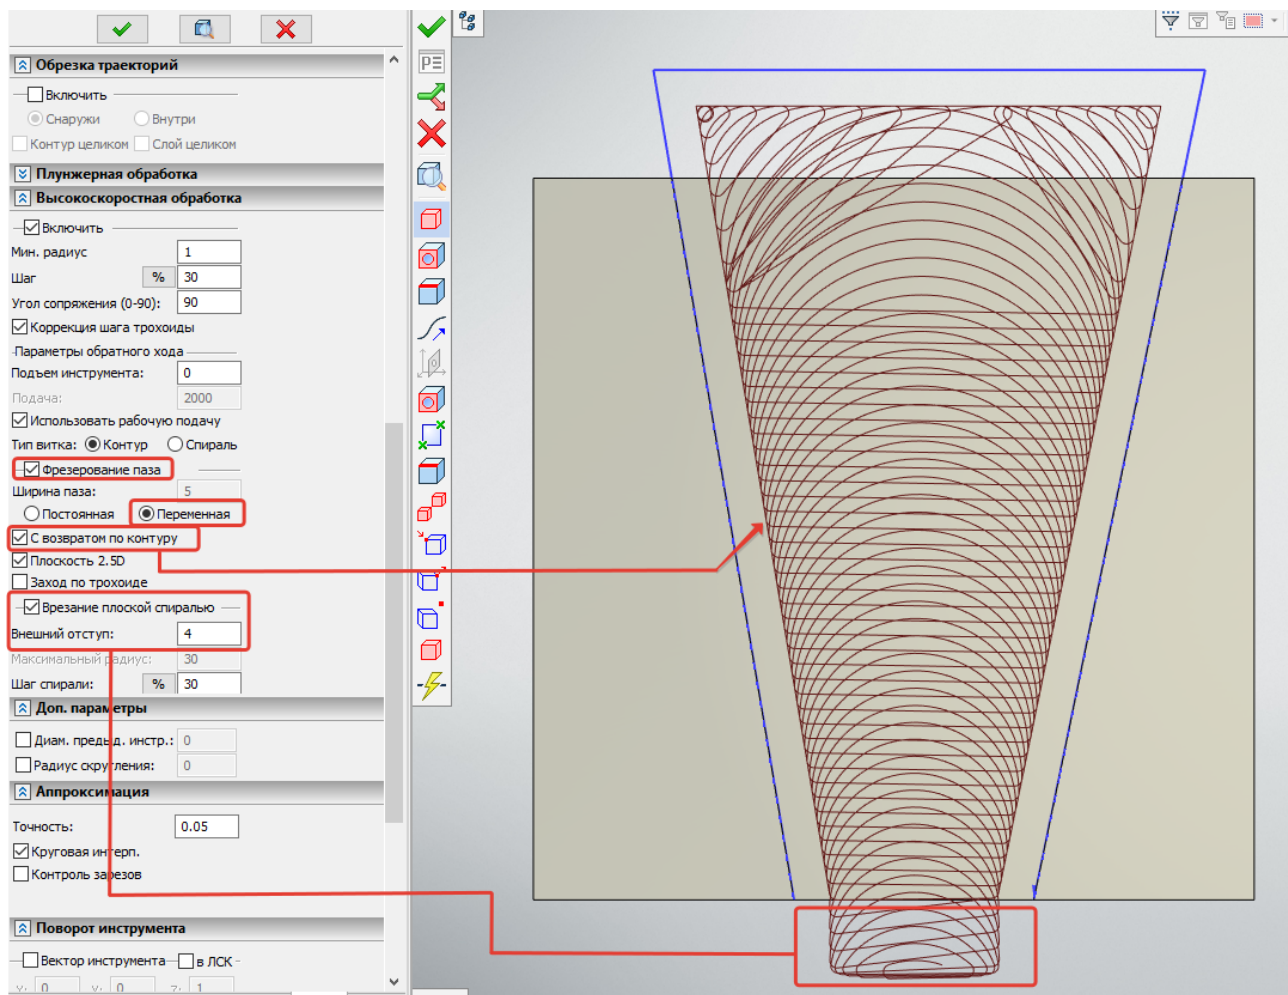 Обрезка траекторий
Включить
Снаружи Внутри
Контур целиком Слой целиком
Плунжерная обработка
Высокоскоростная обработка
Включить
Мин. радиус 1
Шаг % 30
Угол сопряжения (0-90): 90
Коррекция шага трохоиды
Параметры обратного хода
Подъем инструмента: 0
Подача: 2000
Использовать рабочую подачу
Тип витка: Контур Спираль
Фрезерование паза
Ширина паза: 5
Постоянная Переменная
С возвратом по контуру
Плоскость 2.5D
Заход по трохоиде
Врезание плоской спиралью
Внешний отступ: 4
Максимальный радиус: 30
Шаг спирали: % 30
Доп. параметры
Диам. предыд. инстр.: 0
Радиус скругления: 0
Аппроксимация
Точность: 0.05
Круговая интерп.
Контроль зарезов
Поворот инструмента
Вектор инструмента в ЛСК
X: 0 Y: 0 Z: 1